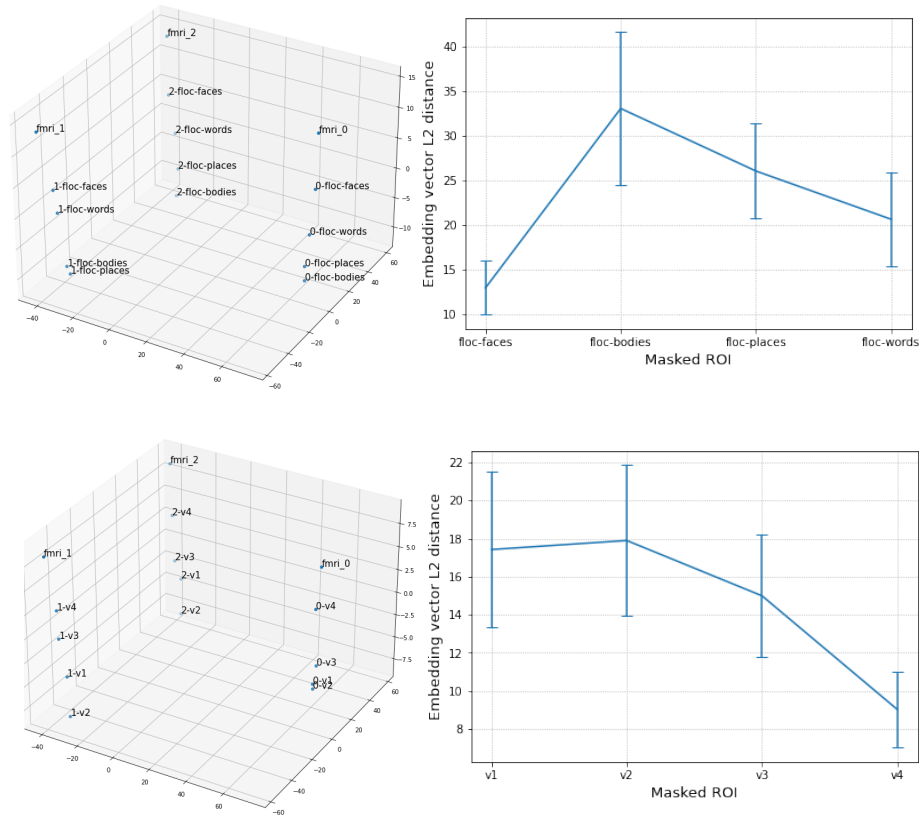 fmri_2
2-floc-faces
fmri_1
2-floc-words
fmri_0
2-floc-places
1-floc-faces
2-floc-bodies
0-floc-faces
1-floc-words
0-floc-words
1-floc-bodies
1-floc-places
0-floc-places
0-floc-bodies
15
10
5
0
−5
−10
−40
−20
0
20
40
60
−60
−40
−20
0
20
40
60
Embedding vector L2 distance
40
35
30
25
20
15
10
floc-faces
floc-bodies
floc-places
floc-words
Masked ROI
fmri_2
2-v4
fmri_1
2-v3
fmri_0
2-v1
1-v4
2-v2
0-v4
1-v3
0-v3
1-v1
0-v1
0-v2
1-v2
7.5
5.0
2.5
0.0
−2.5
−5.0
−7.5
−40
−20
0
20
40
60
−60
−40
−20
0
20
40
60
Embedding vector L2 distance
22
20
18
16
14
12
10
8
v1
v2
v3
v4
Masked ROI